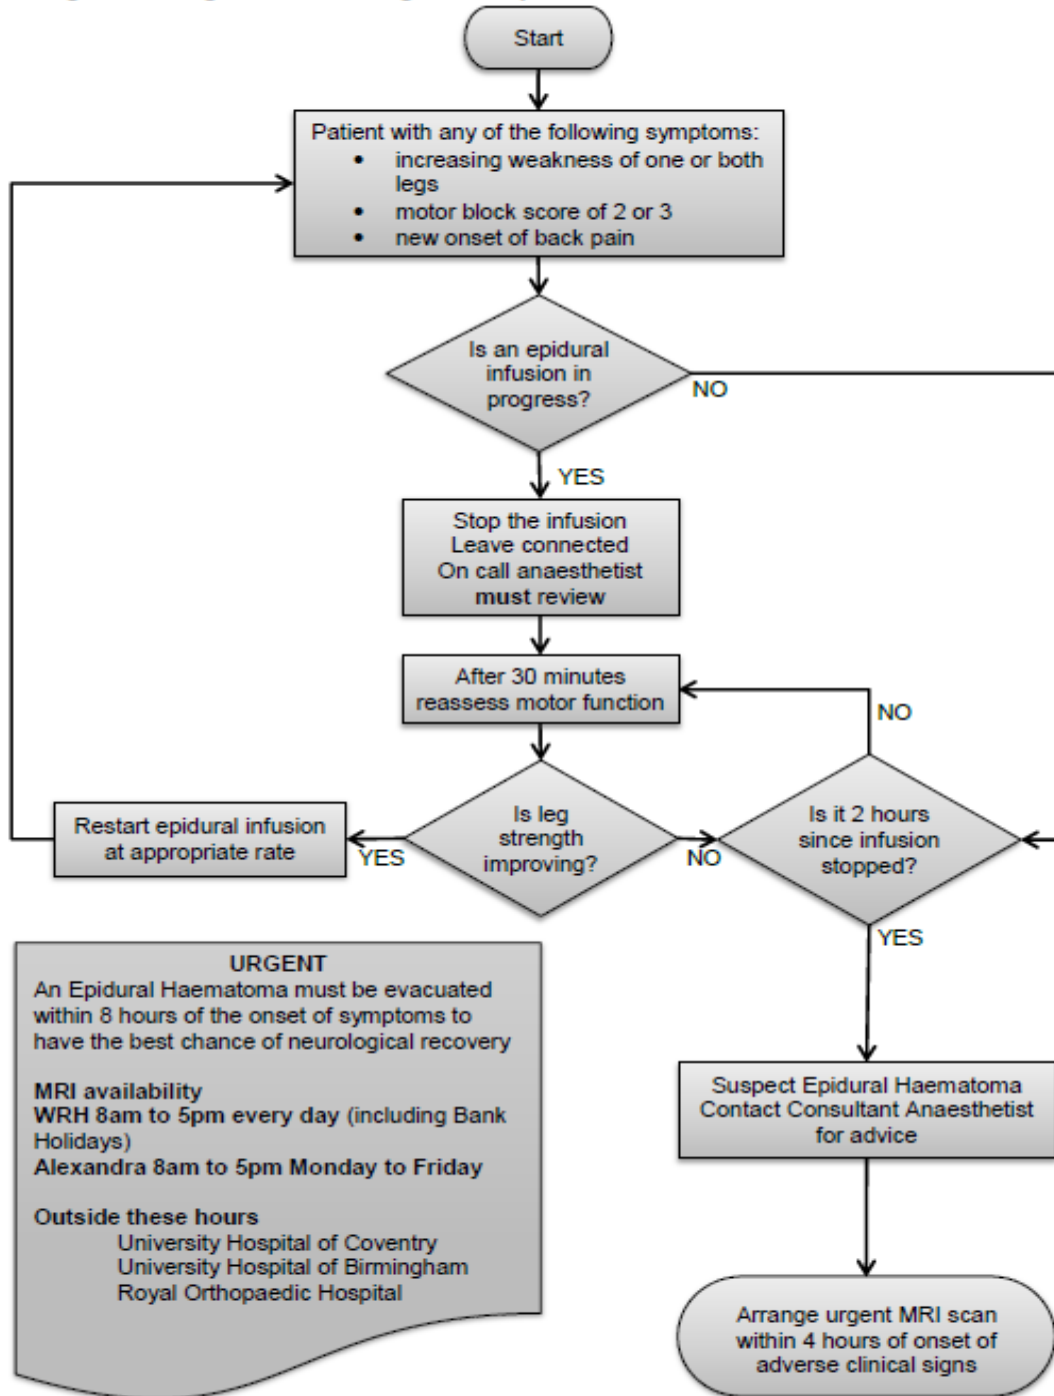 Start
Patient with any of the following symptoms:
• increasing weakness of one or both
legs
• motor block score of 2 or 3
• new onset of back pain
Is an epidural
infusion in
progress?
NO
YES
Stop the infusion
Leave connected
On call anaesthetist
must review
After 30 minutes
reassess motor function
NO
Is leg
strength
improving?
YES
NO
Restart epidural infusion
at appropriate rate
Is it 2 hours
since infusion
stopped?
YES
URGENT
An Epidural Haematoma must be evacuated
within 8 hours of the onset of symptoms to
have the best chance of neurological recovery
MRI availability
WRH 8am to 5pm every day (including Bank
Holidays)
Alexandra 8am to 5pm Monday to Friday
Outside these hours
University Hospital of Coventry
University Hospital of Birmingham
Royal Orthopaedic Hospital
Suspect Epidural Haematoma
Contact Consultant Anaesthetist
for advice
Arrange urgent MRI scan
within 4 hours of onset of
adverse clinical signs